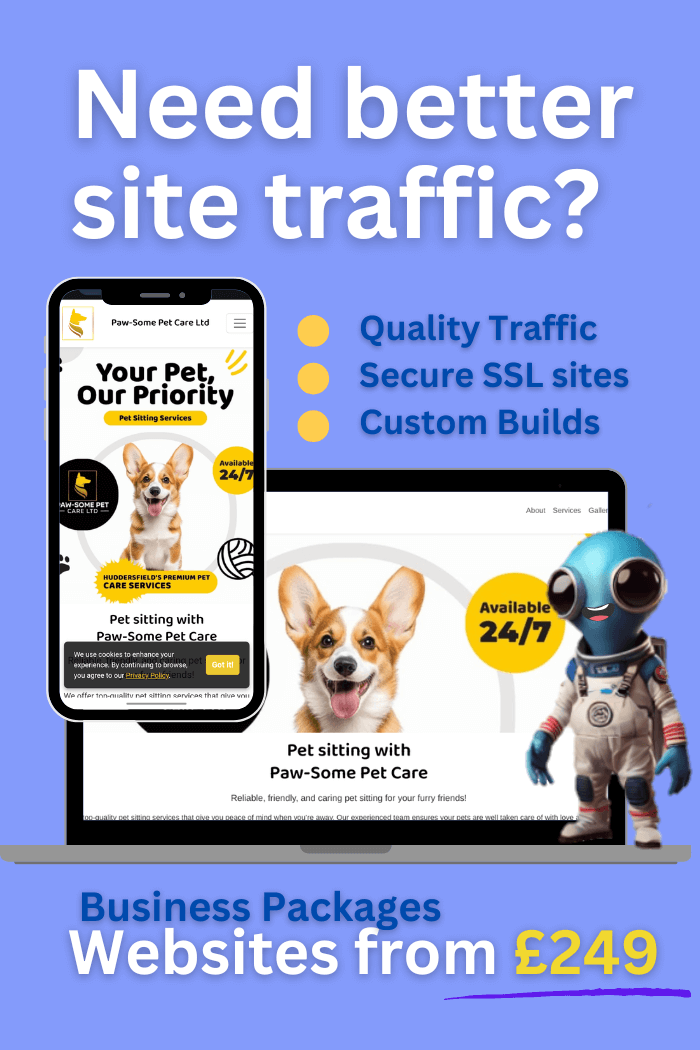 Need better
site traffic?
Quality Traffic
Secure SSL sites
Custom Builds
Paw-Some Pet Care Ltd
Your Pet,
Our Priority
Pet Sitting Services
Available
24/7
PAW-SOME PET
CARE LTD
HUDDERSFIELD'S PREMIUM PET
CARE SERVICES
Pet sitting with
Paw-Some Pet Care
We use cookies to enhance your
experience. By continuing to browse,
you agree to our Privacy Policy.
Got it!
We offer top-quality pet sitting services that give you
About Services
Available
24/7
Pet sitting with
Paw-Some Pet Care
Reliable, friendly, and caring pet sitting for your furry friends!
top-quality pet sitting services that give you peace of mind when you're away. Our experienced team ensures your pets are well taken care of with love
Business Packages
Websites from £249